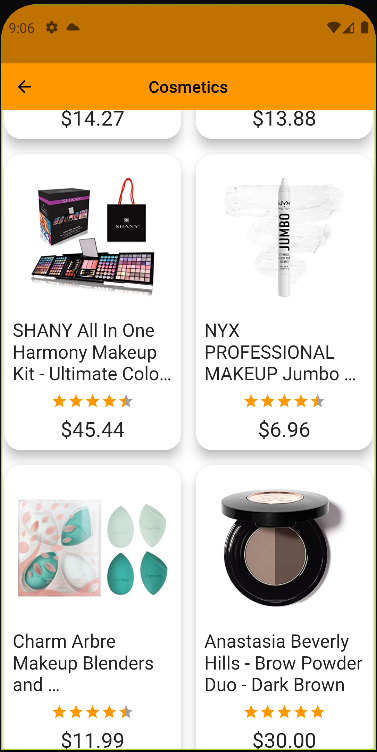 9:06
Cosmetics
$14.27
$13.88
SHANY
JUMBO
SHANY All In One
Harmony Makeup
Kit - Ultimate Colo...
$45.44
NYX
PROFESSIONAL
MAKEUP Jumbo ...
$6.96
Charm Arbre
Makeup Blenders
and ...
$11.99
Anastasia Beverly
Hills - Brow Powder
Duo - Dark Brown
$30.00